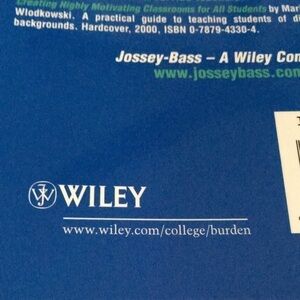 Creating Highly Motivating Classrooms for All Students by Mar
Wlodkowski. A practical guide to teaching students of di
backgrounds. Hardcover, 2000, ISBN 0-7879-4330-4.
Jossey-Bass – A Wiley Com
www.josseybass.com
WILEY
www.wiley.com/college/burden